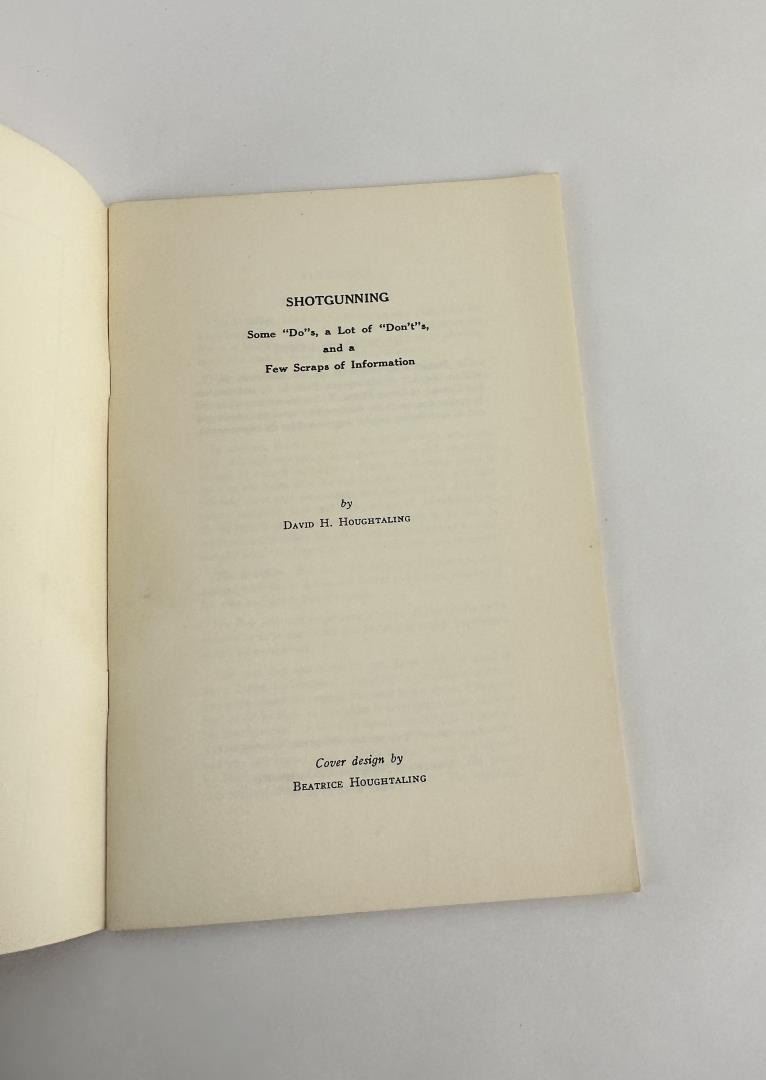 SHOTGUNNING
Some "Do"s, a Lot of "Don't"s,
and a
Few Scraps of Information
by
David H. Houghtaling
Cover design by
Beatrice Houghtaling